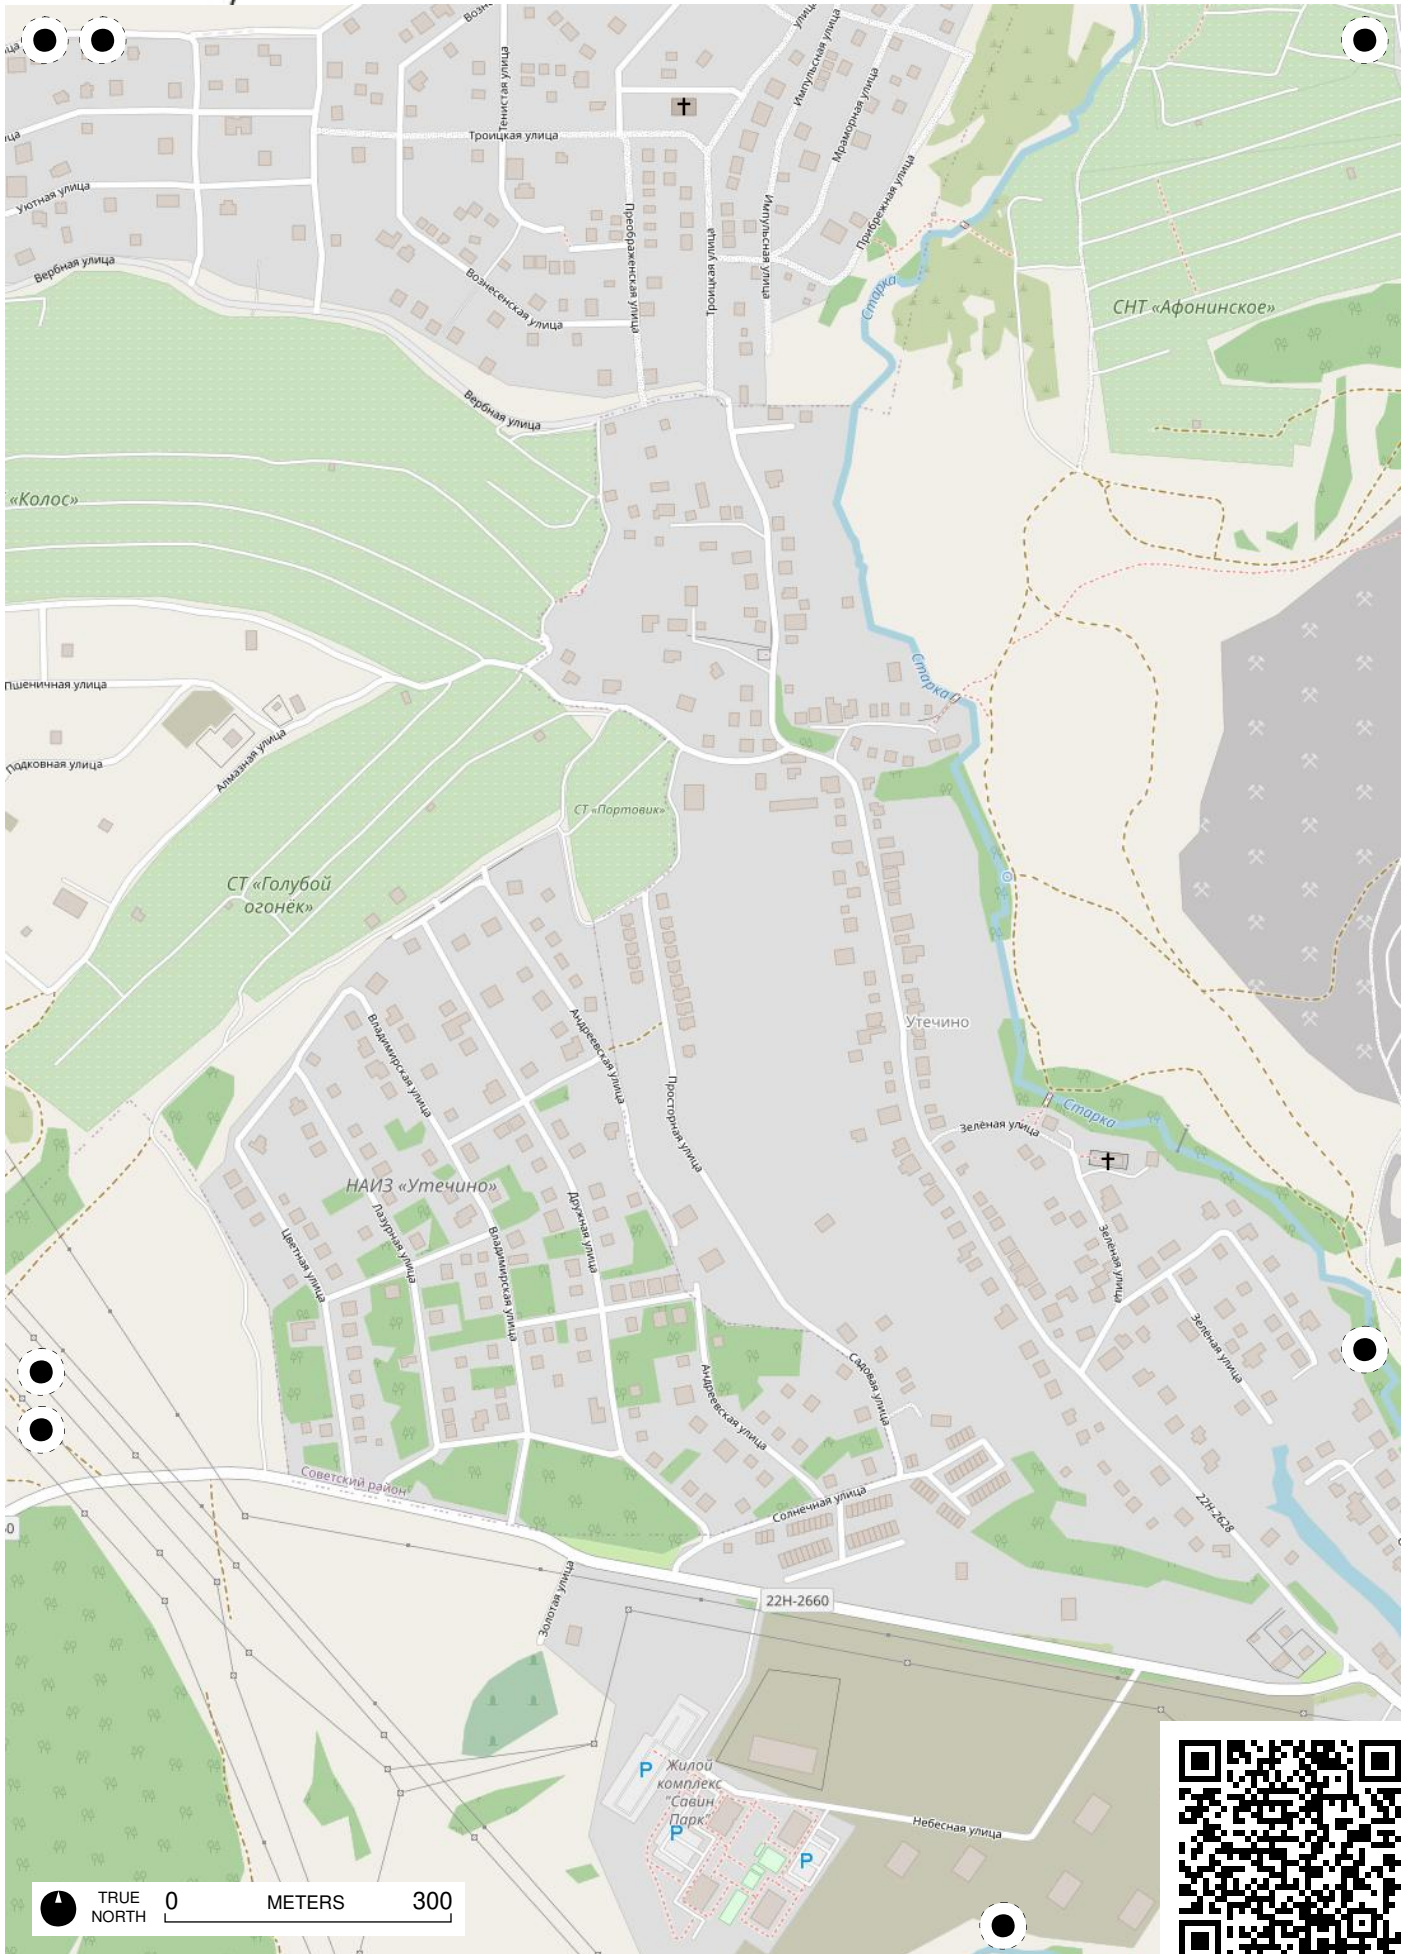 Тенистая улица
Импульсная улица
Мраморная улица
Троицкая улица
Уютная улица
Прибрежная улица
Преображенская улица
Троицкая улица
Импульсная улица
Вербная улица
Вознесенская улица
Старка
СНТ «Афонинское»
Вербная улица
«Колос»
Старка
Пшеничная улица
Подковная улица
Алмазная улица
СТ «Портовик»
СТ «Голубой
огонёк»
Владимирская улица
Андреевская улица
Утечино
Просторная улица
Старка
Зелёная улица
НАИЗ «Утечино»
Лазурная улица
Дружная улица
Цветная улица
Владимирская улица
Зелёная улица
Зелёная улица
Садовая улица
Андреевская улица
Советский район
Солнечная улица
22Н-2628
Золотая улица
22Н-2660
P
Жилой
комплекс
"Савин
Парк"
P
P
Небесная улица
TRUE
NORTH
0 METERS 300